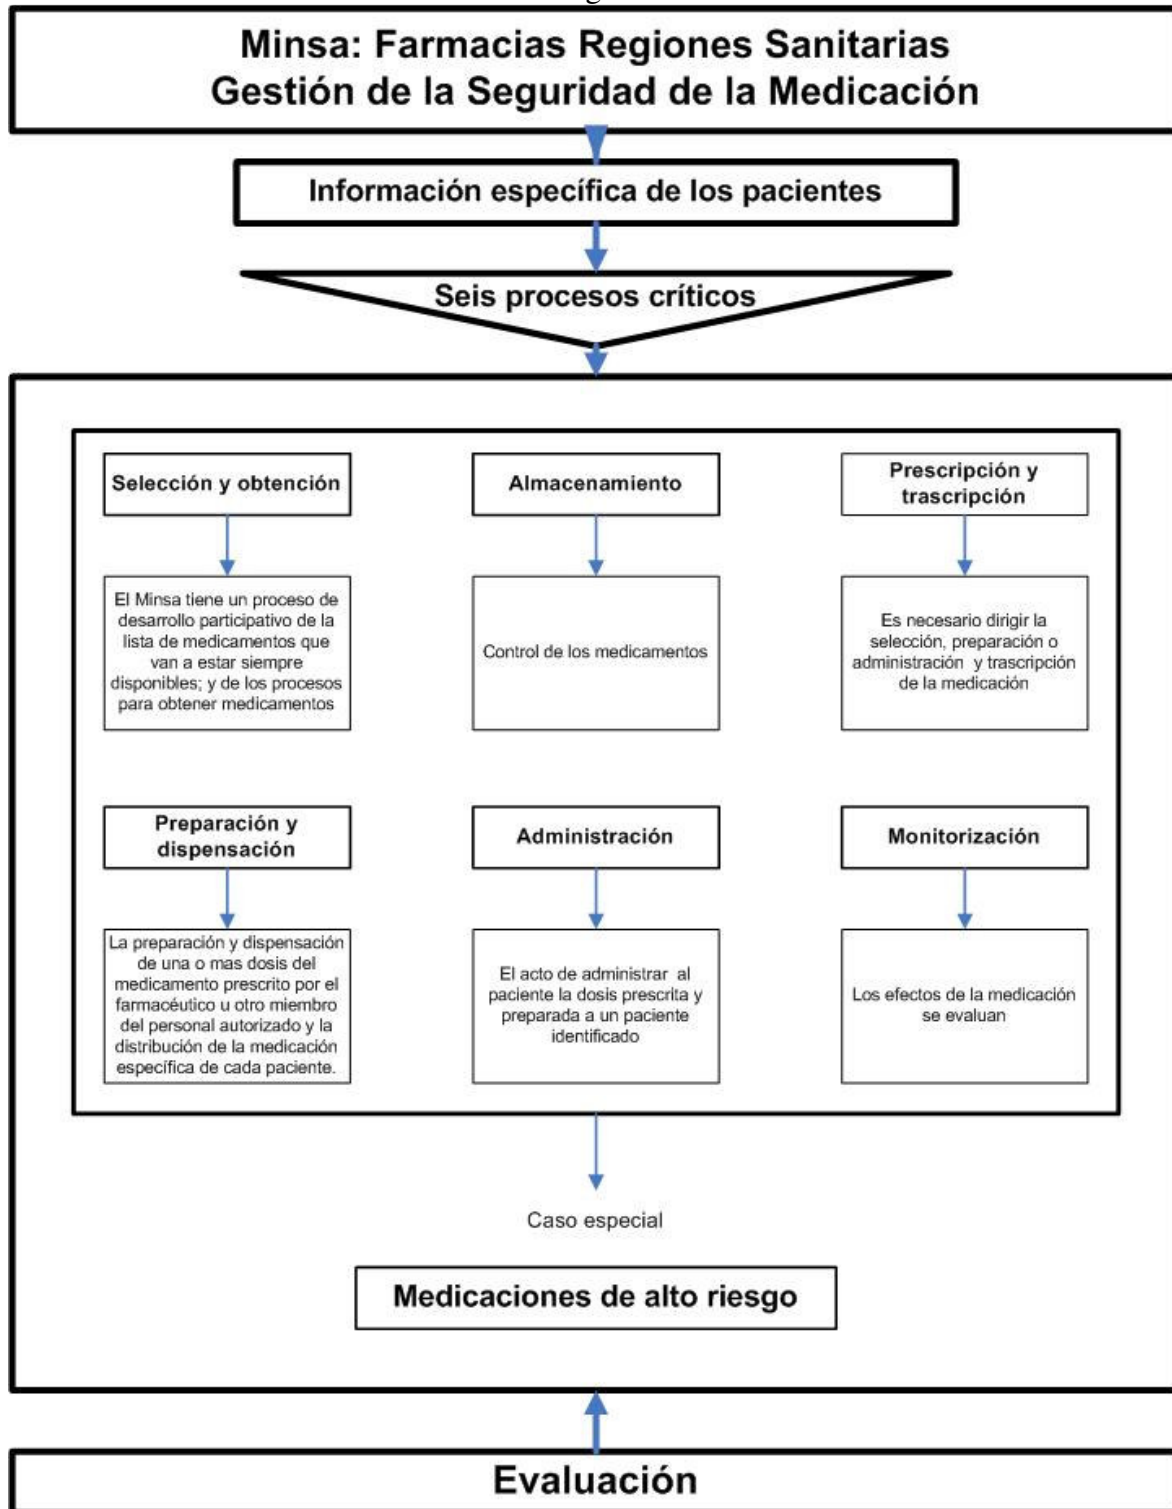 Minsa: Farmacias Regiones Sanitarias
Gestión de la Seguridad de la Medicación
Información específica de los pacientes
Seis procesos críticos
Selección y obtención
El Minsa tiene un proceso de
desarrollo participativo de la
lista de medicamentos que
van a estar siempre
disponibles; y de los procesos
para obtener medicamentos
Almacenamiento
Control de los medicamentos
Prescripción y
trascripción
Es necesario dirigir la
selección, preparación o
administración y trascripción
de la medicación
Preparación y
dispensación
La preparación y dispensación
de una o mas dosis del
medicamento prescrito por el
farmacéutico u otro miembro
del personal autorizado y la
distribución de la medicación
específica de cada paciente.
Administración
El acto de administrar al
paciente la dosis prescrita y
preparada a un paciente
identificado
Monitorización
Los efectos de la medicación
se evaluan
Caso especial
Medicaciones de alto riesgo
Evaluación